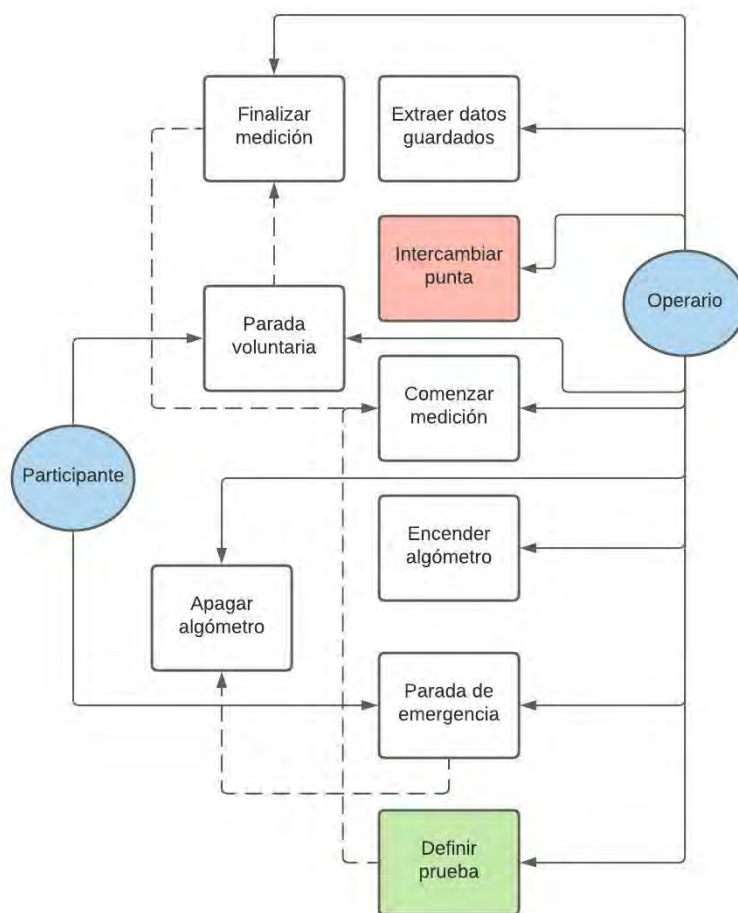 Finalizar
medición
Extraer datos
guardados
Intercambiar
punta
Operario
Parada
voluntaria
Comenzar
medición
Participante
Encender
algómetro
Apagar
algómetro
Parada de
emergencia
Definir
prueba